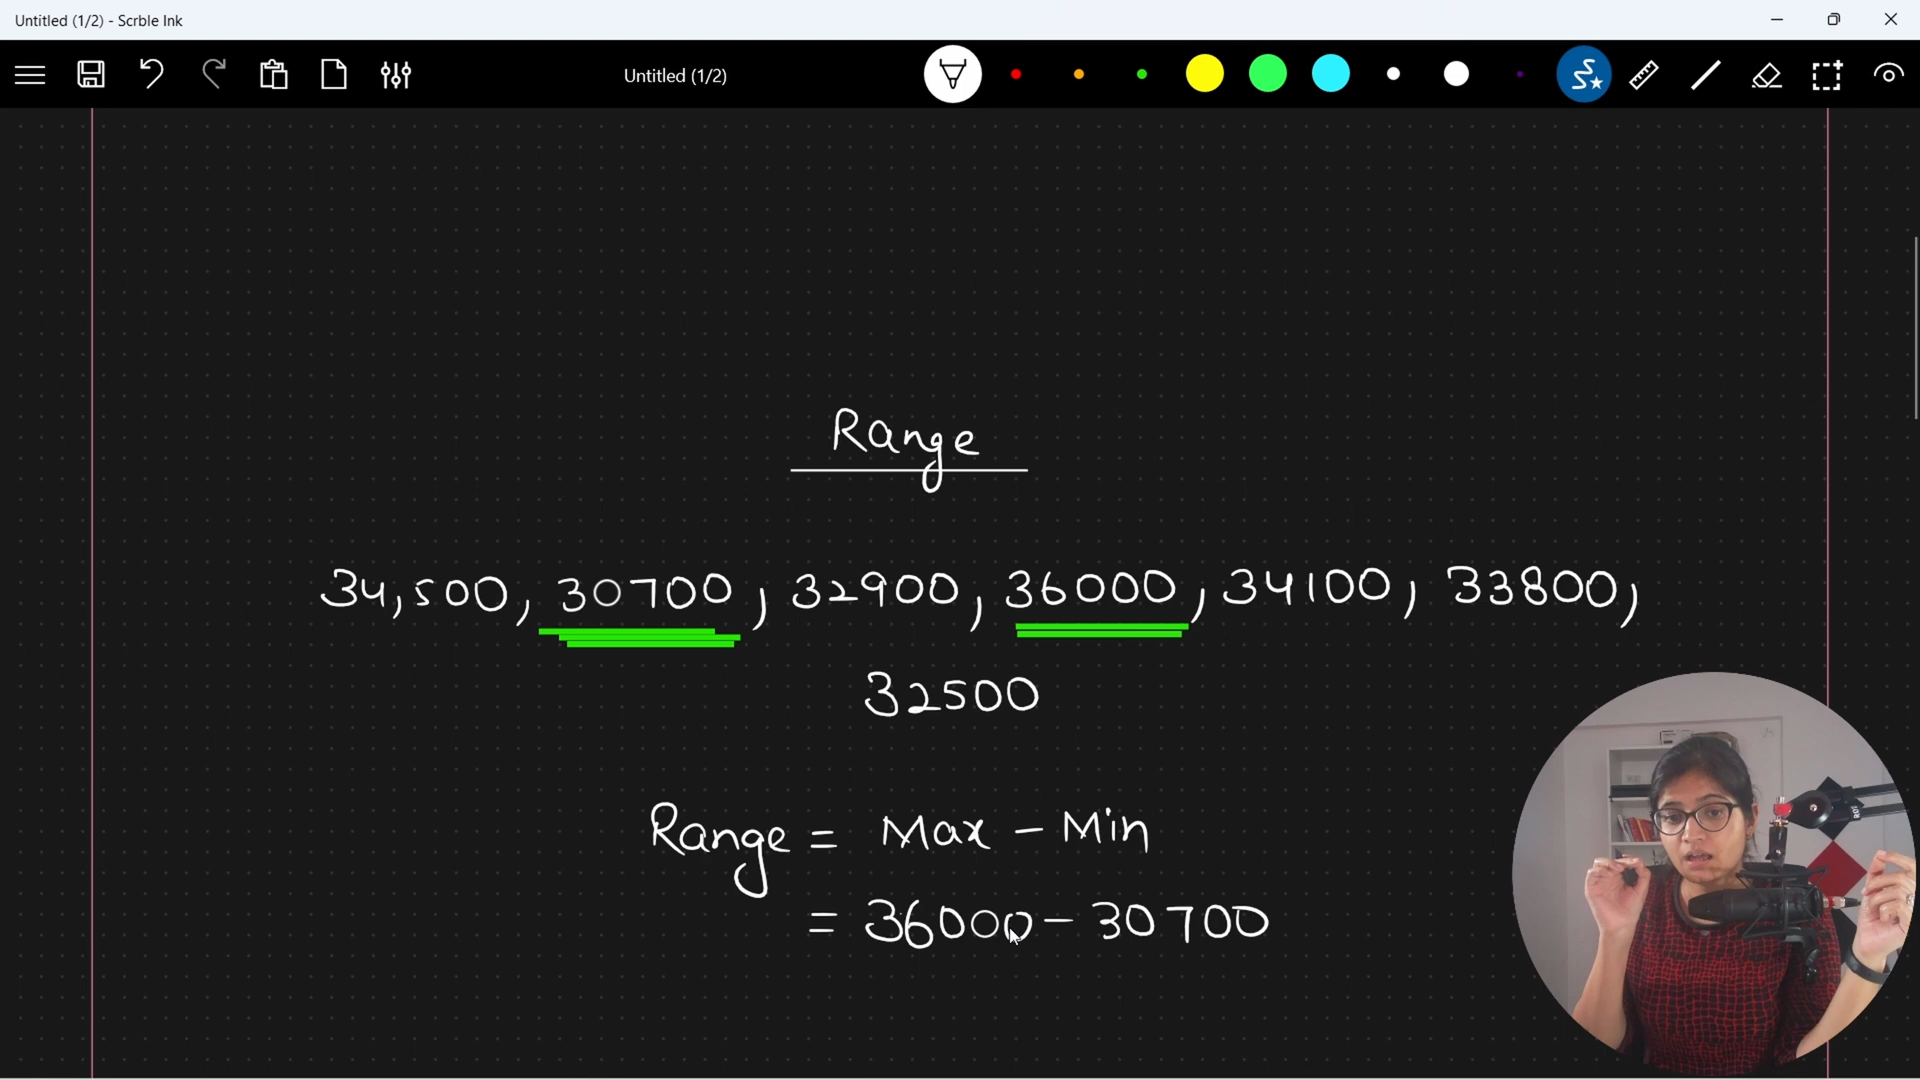 Untitled (1/2) - Scrble Ink
Untitled (1/2)
Range
34,500, 30700, 32900, 36000, 34100, 33800,
32500
Range = Max - Min
= 36000 - 30700